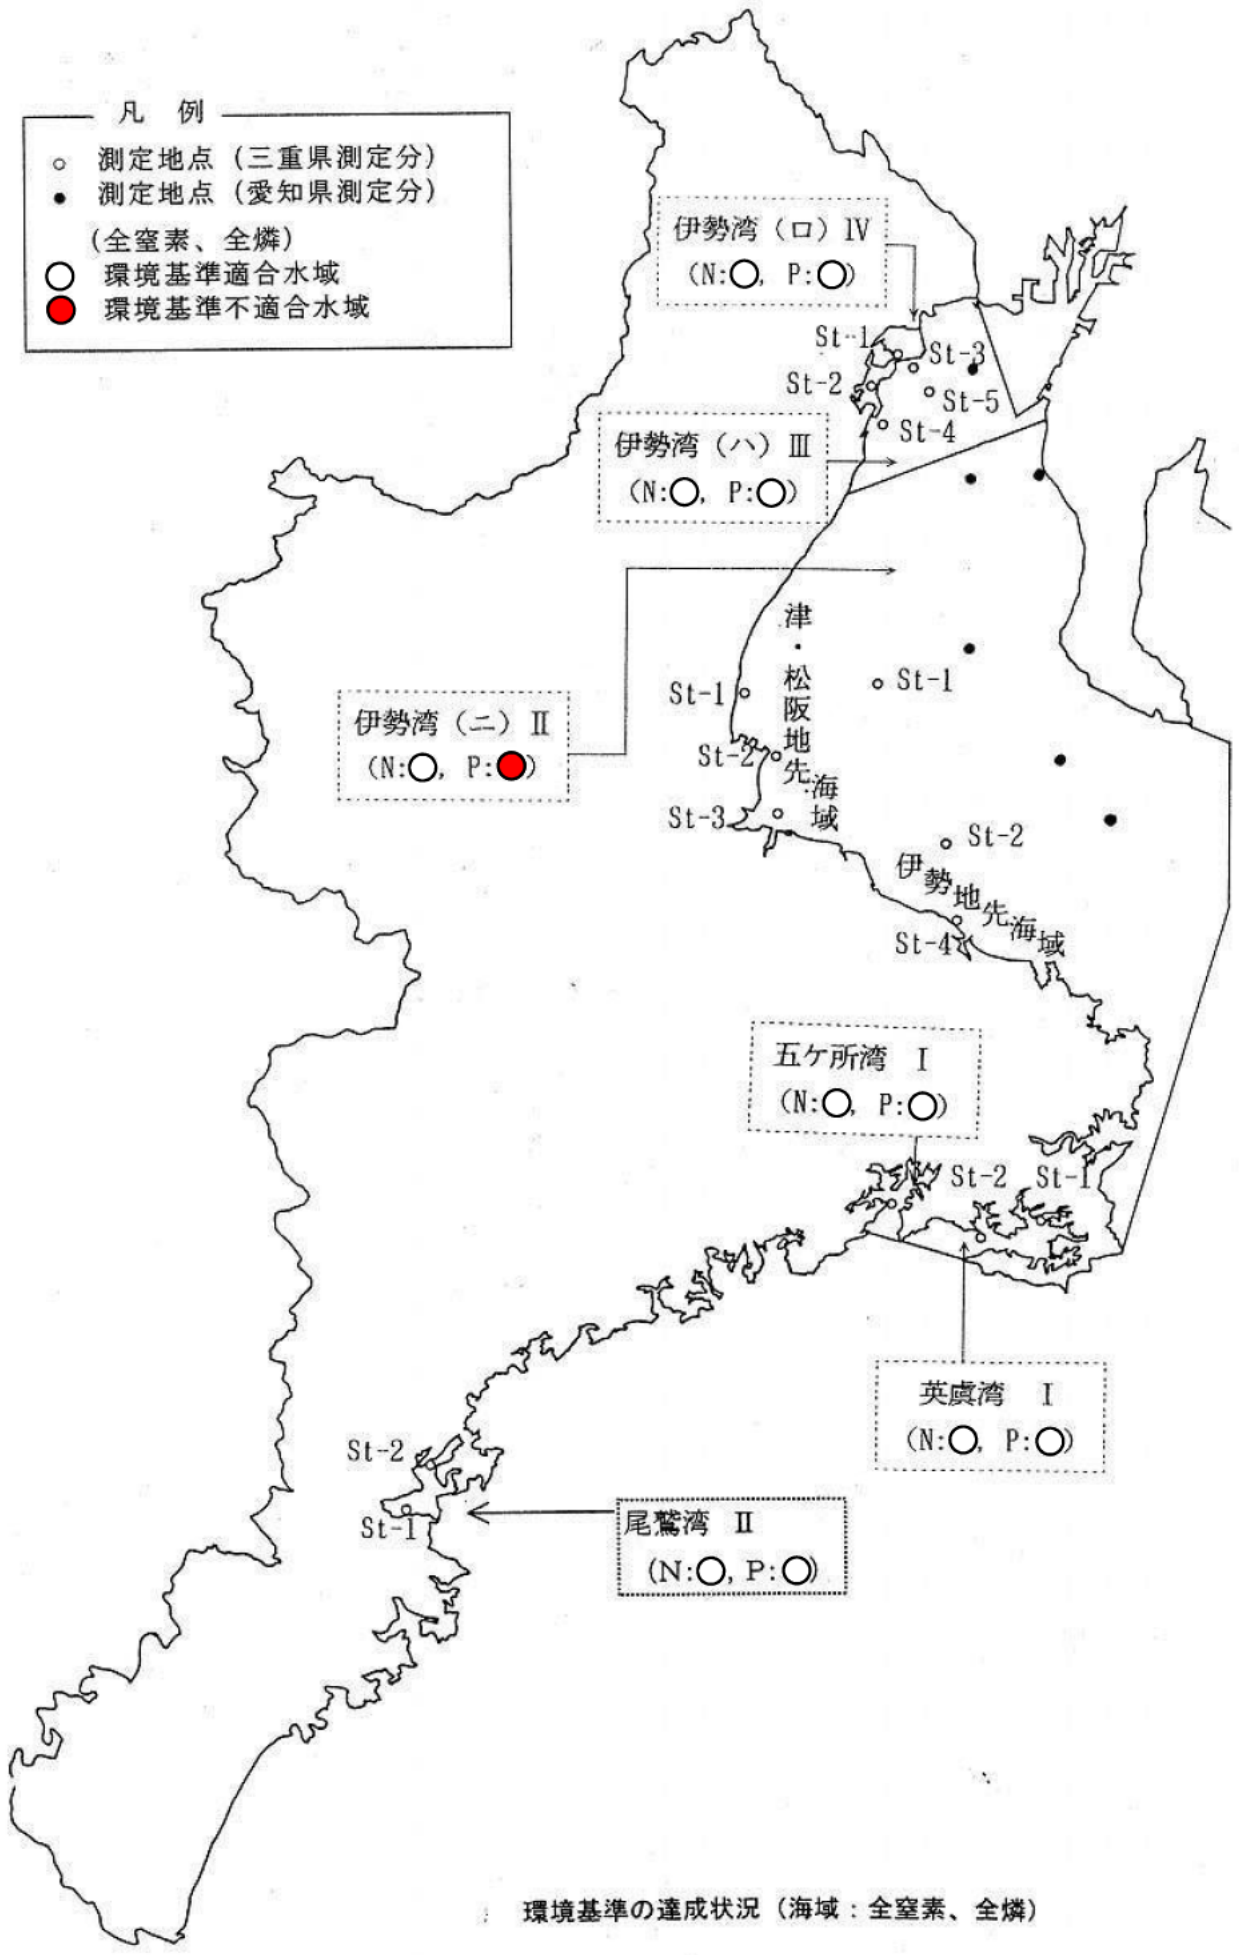 凡 例
測定地点(三重県測定分)
測定地点(愛知県測定分)
(全窒素、全燐)
環境基準適合水域
環境基準不適合水域
伊勢湾(ロ)Ⅳ
(N:○, P:○)
St-1
St-3
St-2
St-5
St-4
伊勢湾(ハ)Ⅲ
(N:○, P:○)
津・松阪地先海域
St-1
St-1
伊勢湾(ニ)Ⅱ
(N:○, P:●)
St-2
St-3
St-2
伊勢地先海域
St-4
五ケ所湾 Ⅰ
(N:○, P:○)
St-2
St-1
英虞湾 Ⅰ
(N:○, P:○)
St-2
St-1
尾鷲湾 Ⅱ
(N:○, P:○)
環境基準の達成状況(海域:全窒素、全燐)